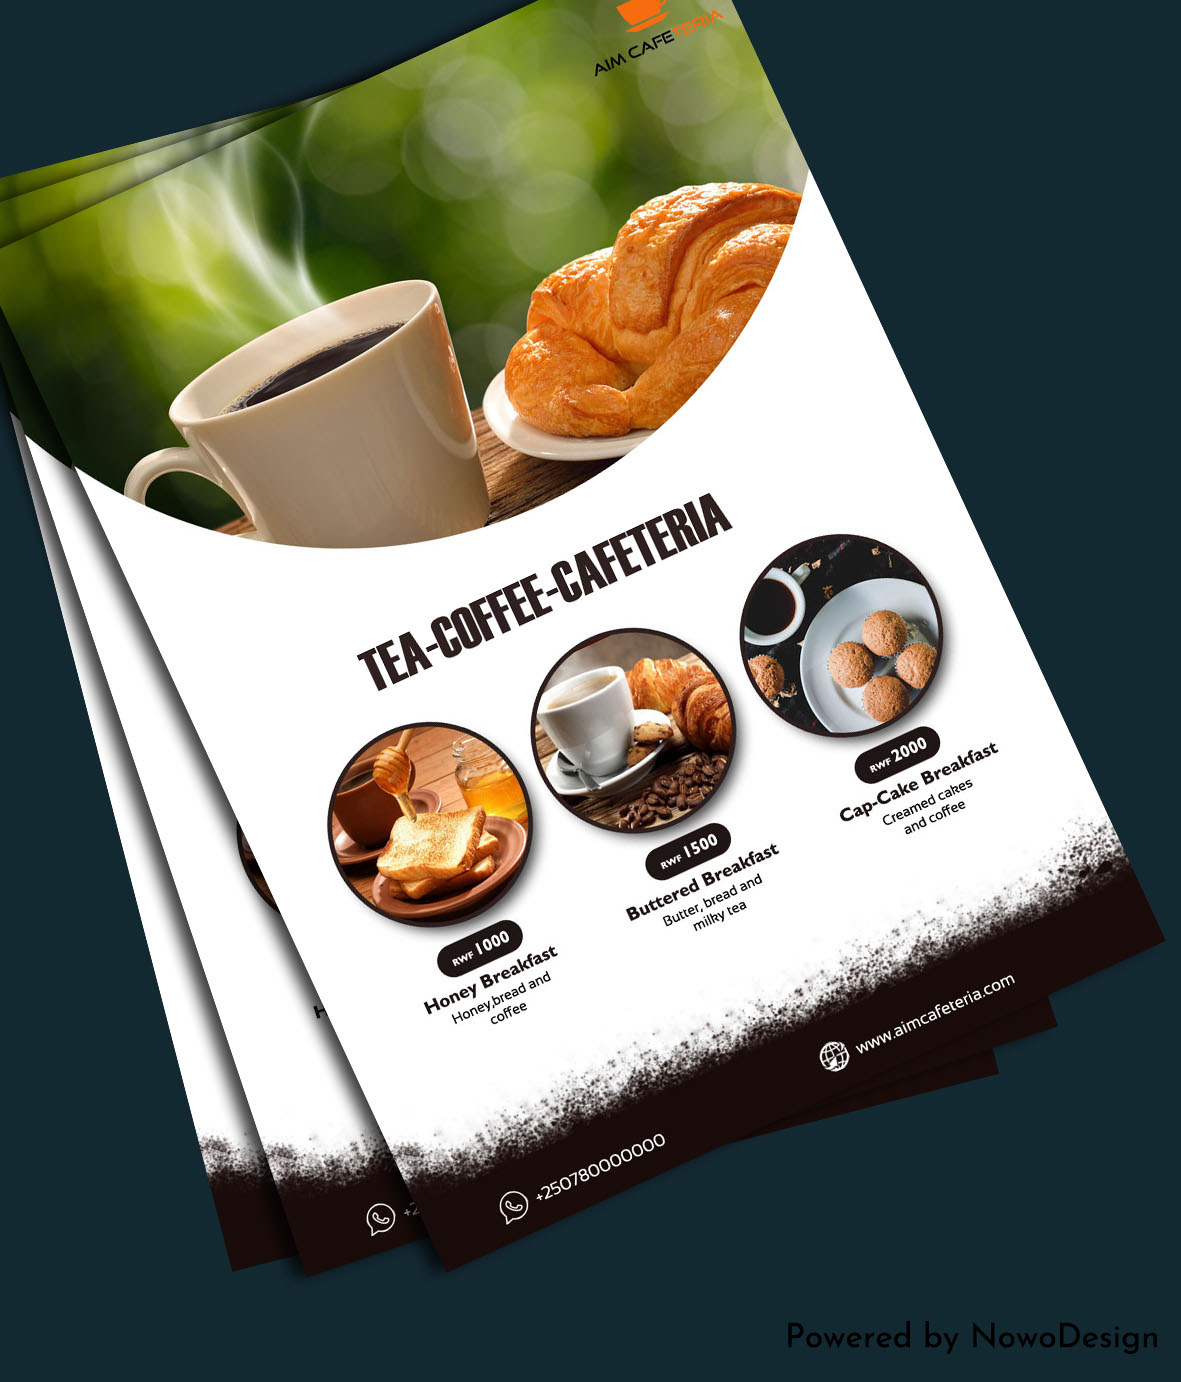 AIM CAFETERIA
TEA-COFFEE-CAFETERIA
RWF 1000
Honey Breakfast
Honey,bread and
coffee
RWF 1500
Buttered Breakfast
Butter, bread and
milky tea
RWF 2000
Cap-Cake Breakfast
Creamed cakes
and coffee
www.aimcafeteria.com
+250780000000
H
+2
Powered by NowoDesign